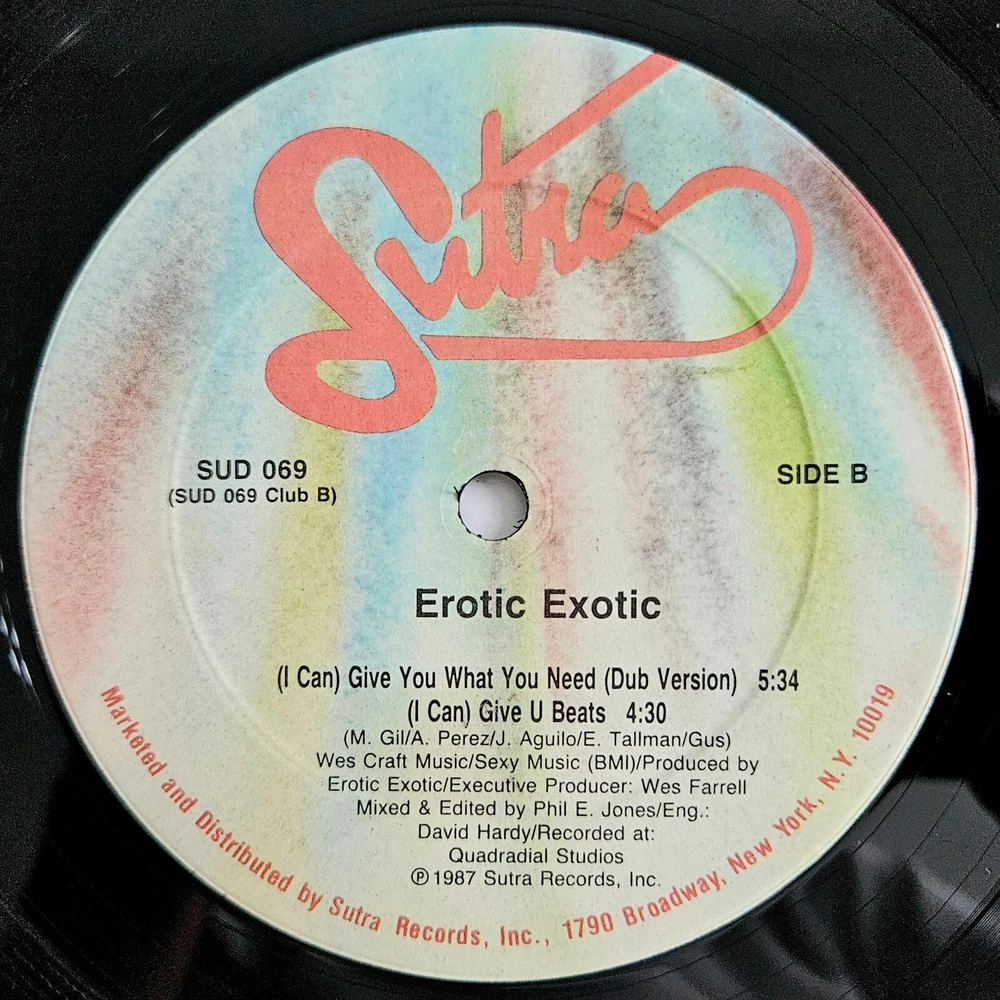 Sutra
SUD 069
(SUD 069 Club B)
SIDE B
Erotic Exotic
(I Can) Give You What You Need (Dub Version) 5:34
(I Can) Give U Beats 4:30
(M. Gil/A. Perez/J. Aguilo/E. Tallman/Gus)
Wes Craft Music/Sexy Music (BMI)/Produced by
Erotic Exotic/Executive Producer: Wes Farrell
Mixed & Edited by Phil E. Jones/Eng.:
David Hardy/Recorded at:
Quadradial Studios
℗ 1987 Sutra Records, Inc.
Marketed and Distributed by Sutra Records, Inc., 1790 Broadway, New York, N.Y. 10019